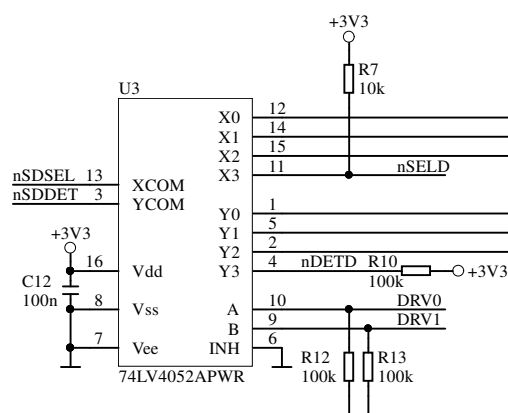 +3V3
U3
R7
10k
X0 12
X1 14
X2 15
X3 11 nSELD
nSDSEL 13 XCOM
nSDDET 3 YCOM
Y0 1
Y1 5
Y2 2
+3V3
Y3 4 nDETD R10 100k +3V3
16 Vdd
C12
100n
8 Vss
A 10 DRV0
B 9 DRV1
7 Vee
INH 6
R12
100k
R13
100k
74LV4052APWR